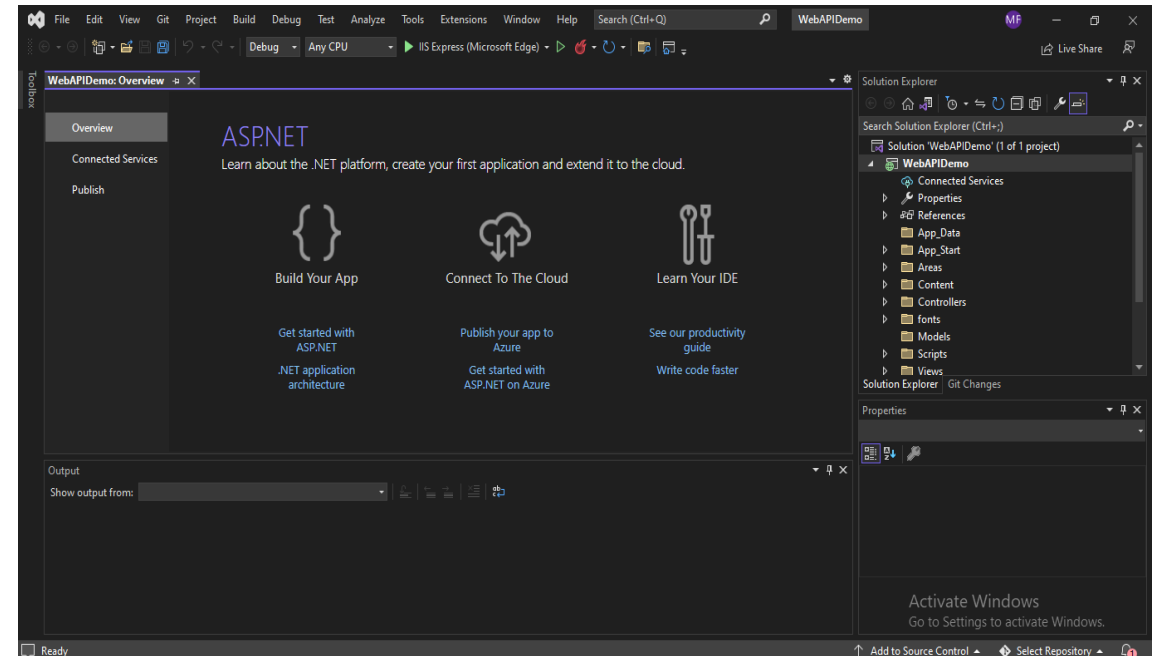 File Edit View Git Project Build Debug Test Analyze Tools Extensions Window Help Search (Ctrl+Q) WebAPIDemo MF
Debug Any CPU IIS Express (Microsoft Edge) Live Share
Toolbox
WebAPIDemo: Overview
Overview
Connected Services
Publish
ASP.NET
Learn about the .NET platform, create your first application and extend it to the cloud.
Build Your App
Get started with
ASP.NET
.NET application
architecture
Connect To The Cloud
Publish your app to
Azure
Get started with
ASP.NET on Azure
Learn Your IDE
See our productivity
guide
Write code faster
Output
Show output from:
Solution Explorer
Search Solution Explorer (Ctrl+;)
Solution 'WebAPIDemo' (1 of 1 project)
WebAPIDemo
Connected Services
Properties
References
App_Data
App_Start
Areas
Content
Controllers
fonts
Models
Scripts
Views
Solution Explorer Git Changes
Properties
Activate Windows
Go to Settings to activate Windows.
Ready Add to Source Control Select Repository 1